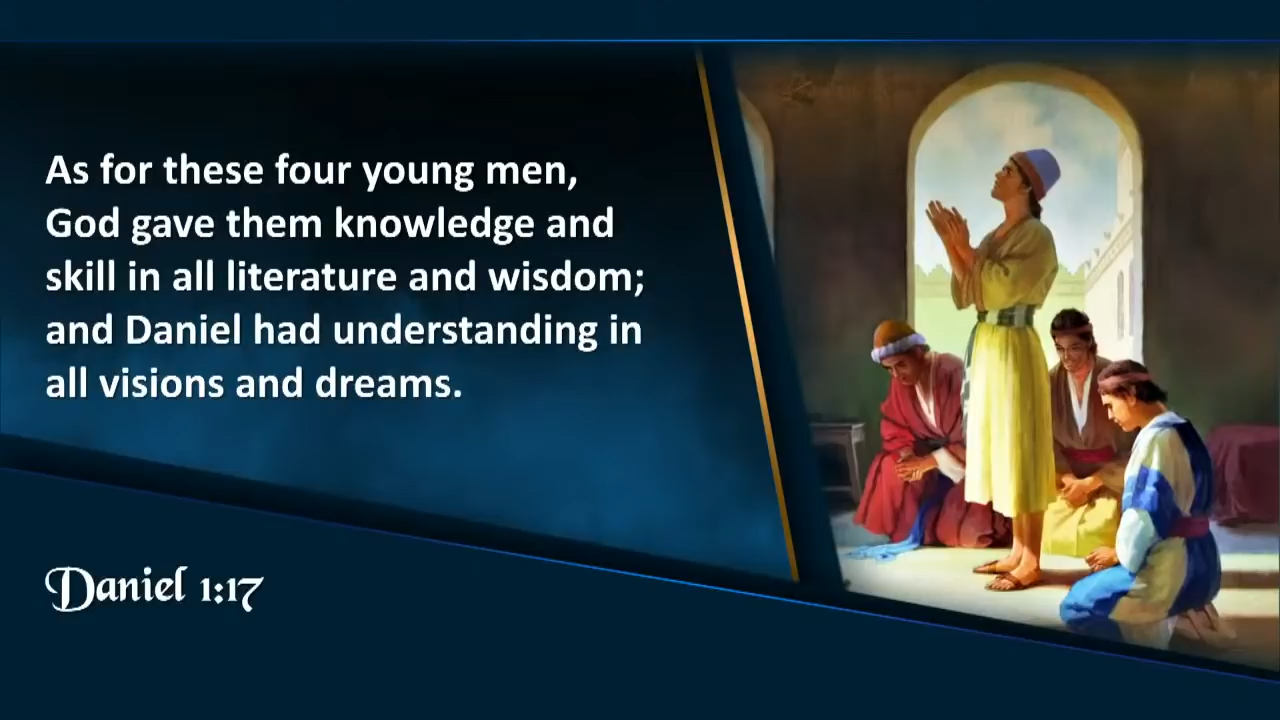 As for these four young men,
God gave them knowledge and
skill in all literature and wisdom;
and Daniel had understanding in
all visions and dreams.
Daniel 1:17